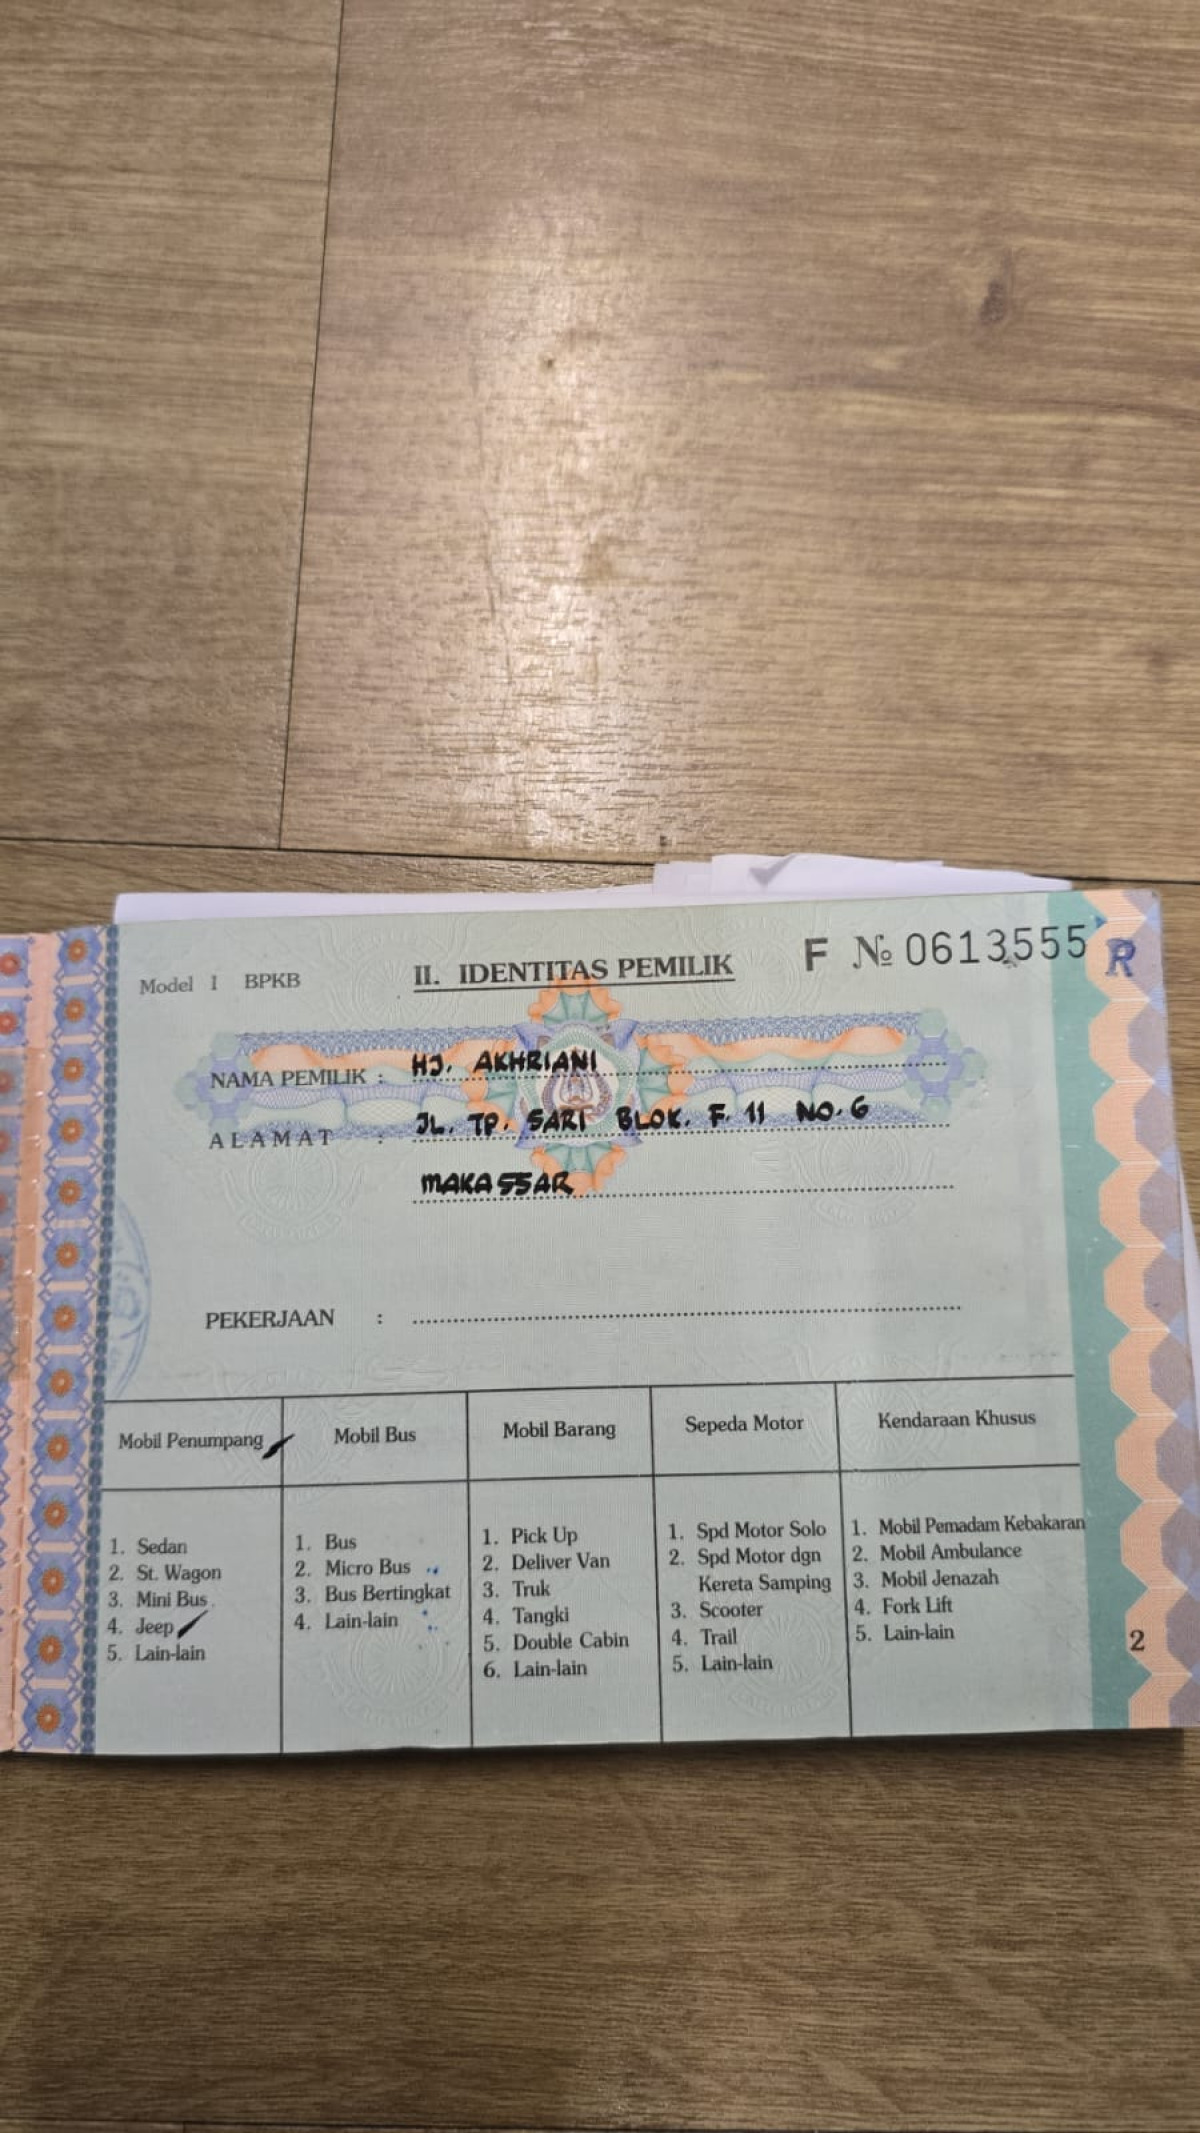 Model I BPKB
II. IDENTITAS PEMILIK
F № 0613555 R
NAMA PEMILIK : HJ. AKHRIANI
ALAMAT : JL. TP. SARI BLOK. F. 11 NO. 6
MAKASSAR
PEKERJAAN :
Mobil Penumpang
1. Sedan
2. St. Wagon
3. Mini Bus
4. Jeep
5. Lain-lain
Mobil Bus
1. Bus
2. Micro Bus
3. Bus Bertingkat
4. Lain-lain
Mobil Barang
1. Pick Up
2. Deliver Van
3. Truk
4. Tangki
5. Double Cabin
6. Lain-lain
Sepeda Motor
1. Spd Motor Solo
2. Spd Motor dgn
Kereta Samping
3. Scooter
4. Trail
5. Lain-lain
Kendaraan Khusus
1. Mobil Pemadam Kebakaran
2. Mobil Ambulance
3. Mobil Jenazah
4. Fork Lift
5. Lain-lain
2